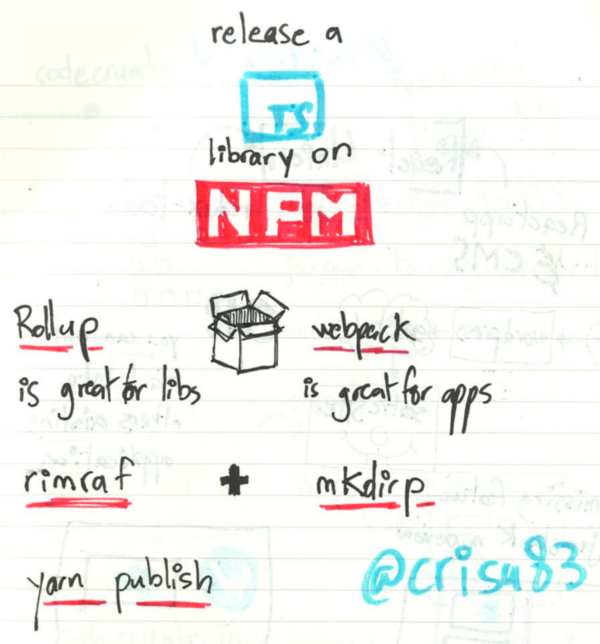 release a
TS
library on
NPM
Rollup
is great for libs
webpack
is great for apps
rimraf + mkdirp
yarn publish
@crisu83